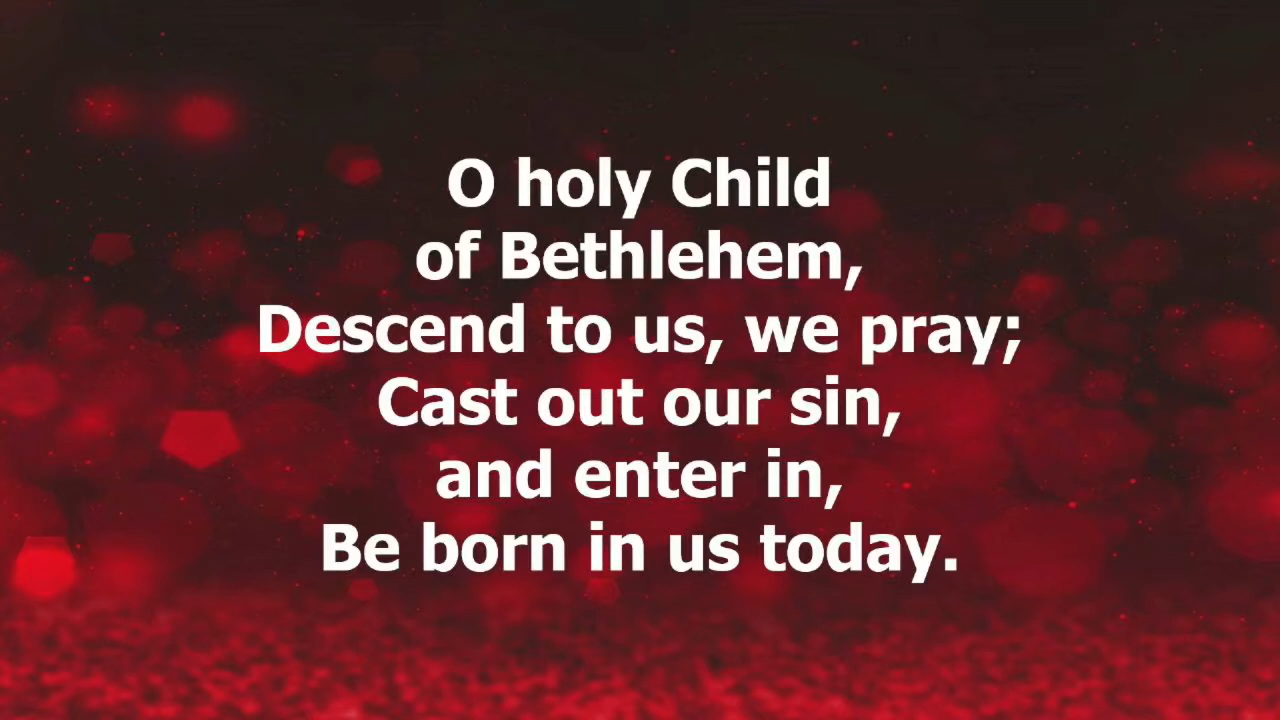 O holy Child
of Bethlehem,
Descend to us, we pray;
Cast out our sin,
and enter in,
Be born in us today.